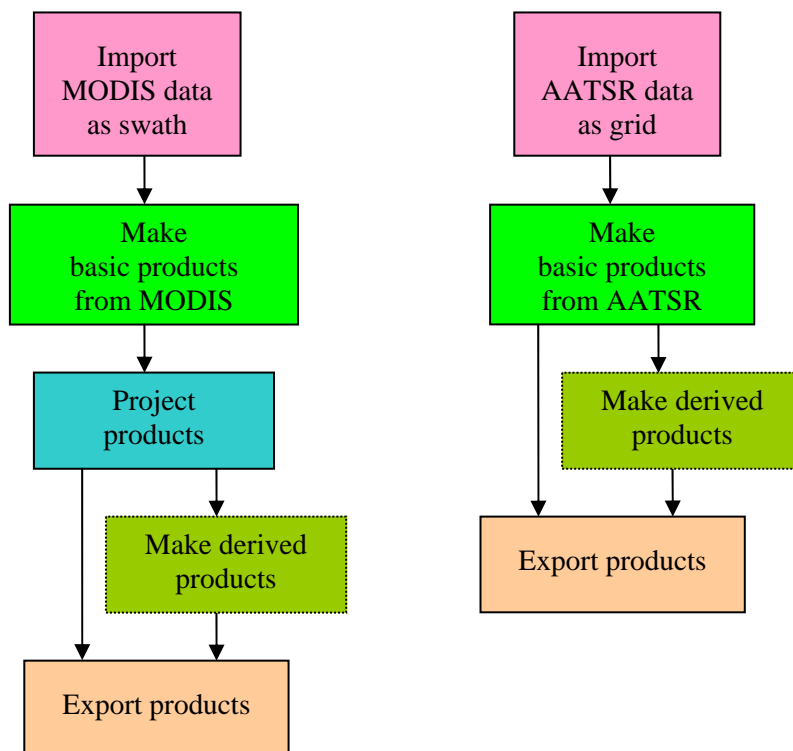 Import
MODIS data
as swath
Make
basic products
from MODIS
Project
products
Make derived
products
Export products
Import
AATSR data
as grid
Make
basic products
from AATSR
Make derived
products
Export products